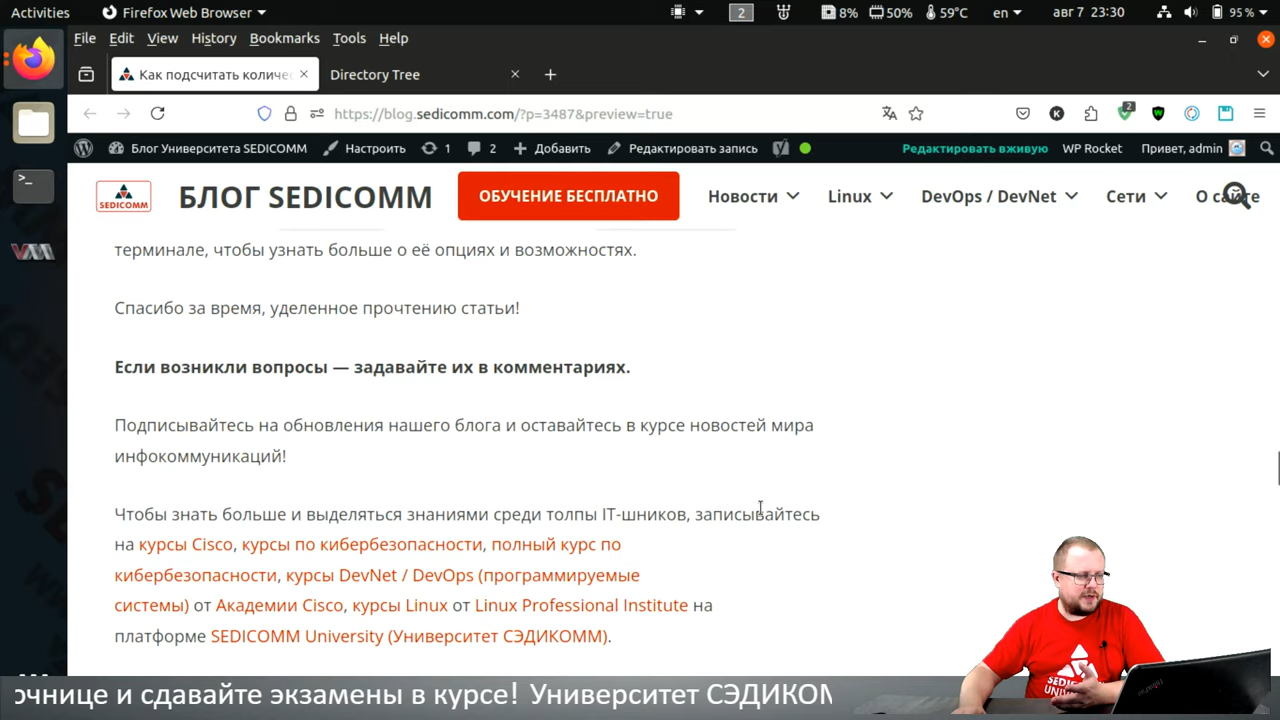 Activities Firefox Web Browser 2 8% 50% 59°C en авг 7 23:30 95 %
File Edit View History Bookmarks Tools Help
Как подсчитать количес Directory Tree
https://blog.sedicomm.com/?p=3487&preview=true 2
Блог Университета SEDICOMM Настроить 1 2 Добавить Редактировать запись Редактировать вживую WP Rocket Привет, admin
SEDICOMM БЛОГ SEDICOMM ОБУЧЕНИЕ БЕСПЛАТНО Новости Linux DevOps / DevNet Сети О сайте
терминале, чтобы узнать больше о её опциях и возможностях.
Спасибо за время, уделенное прочтению статьи!
Если возникли вопросы — задавайте их в комментариях.
Подписывайтесь на обновления нашего блога и оставайтесь в курсе новостей мира
инфокоммуникаций!
Чтобы знать больше и выделяться знаниями среди толпы IT-шников, записывайтесь
на курсы Cisco, курсы по кибербезопасности, полный курс по
кибербезопасности, курсы DevNet / DevOps (программируемые
системы) от Академии Cisco, курсы Linux от Linux Professional Institute на
платформе SEDICOMM University (Университет СЭДИКОММ).
очнице и сдавайте экзамены в курсе! Университет СЭДИКОМ